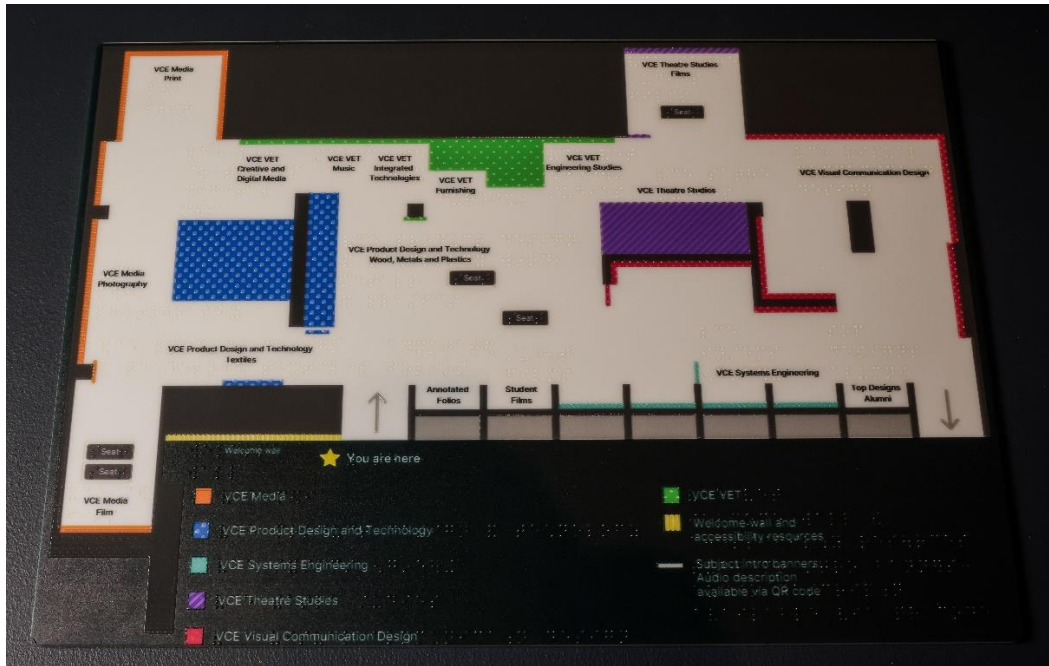 VCE Media
Print
VCE Theatre Studies
Films
Seat
VCE VET
Creative and
Digital Media
VCE VET
Music
VCE VET
Integrated
Technologies
VCE VET
Furnishing
VCE VET
Engineering Studies
VCE Theatre Studies
VCE Visual Communication Design
VCE Product Design and Technology
Wood, Metals and Plastics
VCE Media
Photography
Seat
Seat
VCE Product Design and Technology
Textiles
VCE Systems Engineering
Annotated
Folios
Student
Films
Top Designs
Alumni
Seat
Seat
VCE Media
Film
Welcome wall
You are here
VCE Media
VCE Product Design and Technology
VCE Systems Engineering
VCE Theatre Studies
VCE Visual Communication Design
VCE VET
Welcome wall and
accessibility resources
Subject intro banners
Audio description
available via QR code